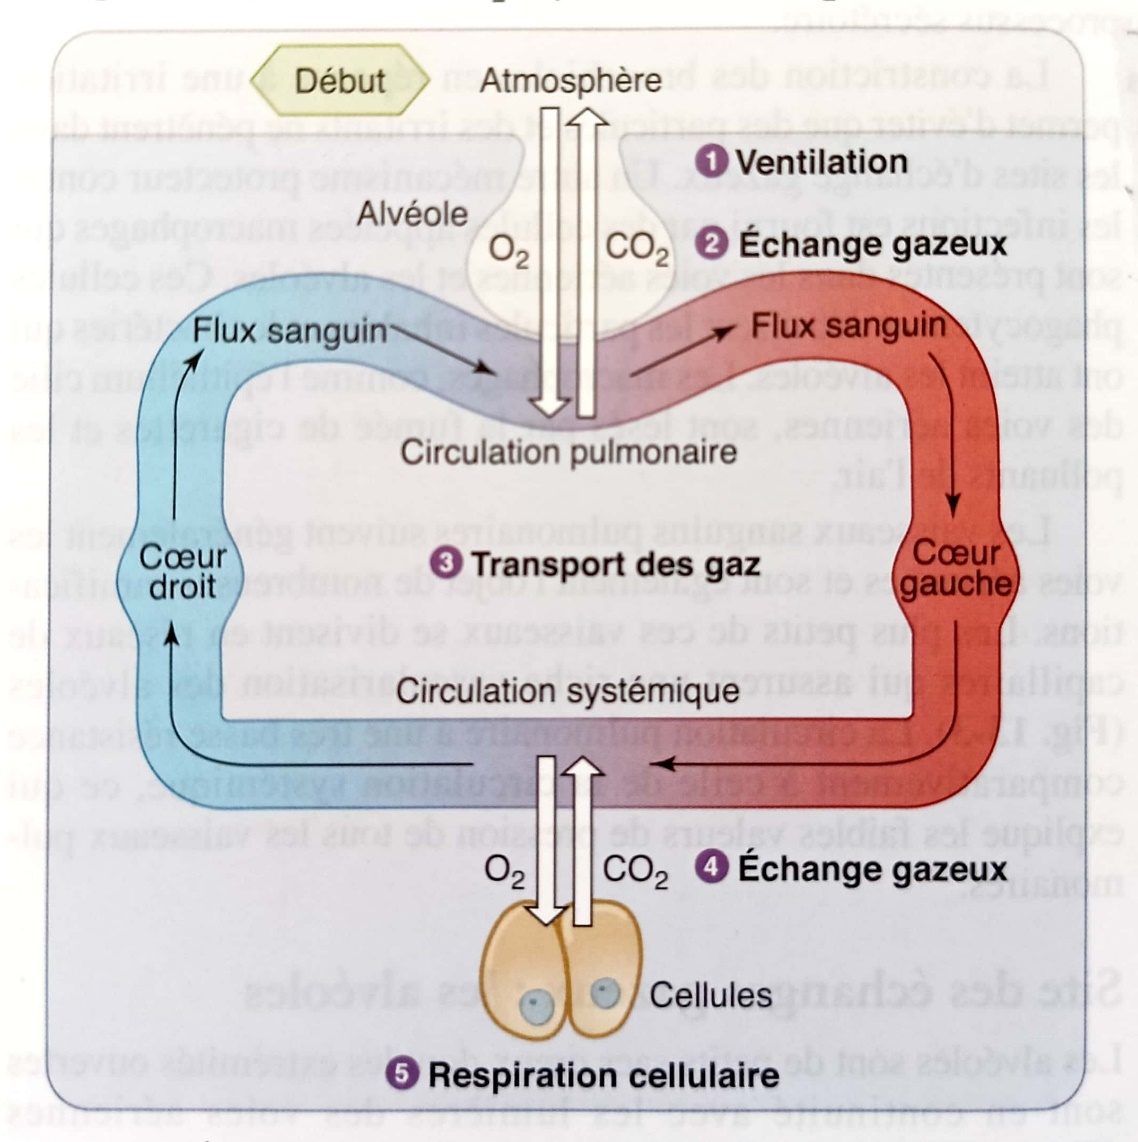 Début
Atmosphère
1 Ventilation
Alvéole
O2
CO2
2 Échange gazeux
Flux sanguin
Flux sanguin
Circulation pulmonaire
Cœur
droit
3 Transport des gaz
Cœur
gauche
Circulation systémique
O2
CO2
4 Échange gazeux
Cellules
5 Respiration cellulaire